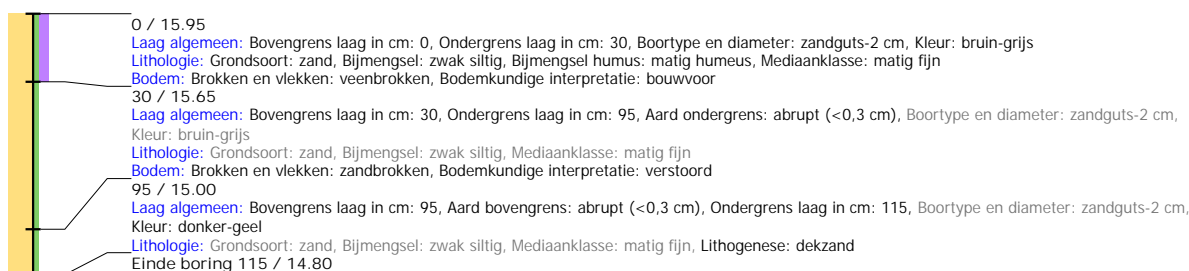 0 / 15.95
Laag algemeen: Bovengrens laag in cm: 0, Ondergrens laag in cm: 30, Boortype en diameter: zandguts-2 cm, Kleur: bruin-grijs
Lithologie: Grondsoort: zand, Bijmengsel: zwak siltig, Bijmengsel humus: matig humeus, Mediaanklasse: matig fijn
Bodem: Brokken en vlekken: veenbrokken, Bodemkundige interpretatie: bouwvoor
30 / 15.65
Laag algemeen: Bovengrens laag in cm: 30, Ondergrens laag in cm: 95, Aard ondergrens: abrupt (<0,3 cm), Boortype en diameter: zandguts-2 cm,
Kleur: bruin-grijs
Lithologie: Grondsoort: zand, Bijmengsel: zwak siltig, Mediaanklasse: matig fijn
Bodem: Brokken en vlekken: zandbrokken, Bodemkundige interpretatie: verstoord
95 / 15.00
Laag algemeen: Bovengrens laag in cm: 95, Aard bovengrens: abrupt (<0,3 cm), Ondergrens laag in cm: 115, Boortype en diameter: zandguts-2 cm,
Kleur: donker-geel
Lithologie: Grondsoort: zand, Bijmengsel: zwak siltig, Mediaanklasse: matig fijn, Lithogenese: dekzand
Einde boring 115 / 14.80